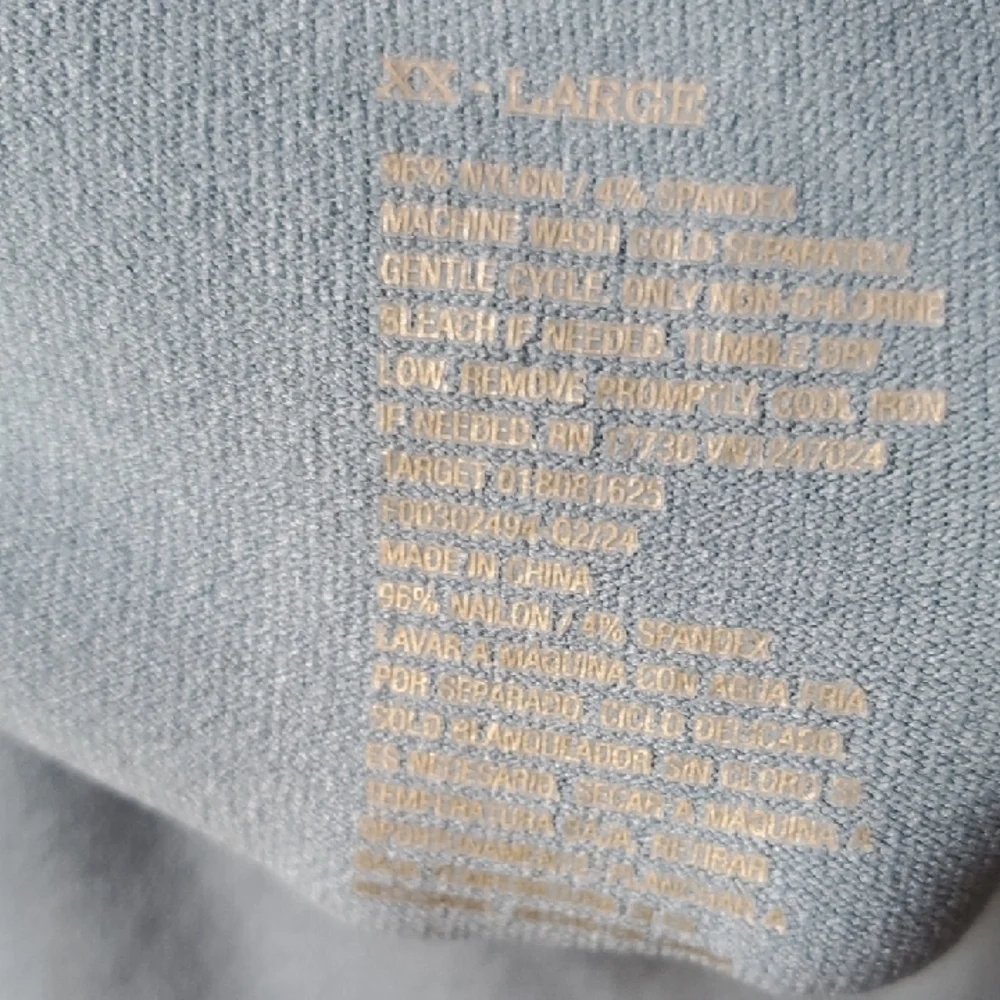 XX - LARGE
96% NYLON / 4% SPANDEX
MACHINE WASH COLD SEPARATELY,
GENTLE CYCLE. ONLY NON-CHLORINE
BLEACH IF NEEDED. TUMBLE DRY
LOW. REMOVE PROMPTLY. COOL IRON
IF NEEDED. RN 17730
TARGET 018081625
F00302494 Q2/24
MADE IN CHINA
96% NAILON / 4% SPANDEX
LAVAR A MAQUINA CON AGUA FRIA
POR SEPARADO. CICLO DELICADO.
SOLO BLANQUEADOR SIN CLORO SI
ES NECESARIO. SECAR A MAQUINA A
TEMPERATURA BAJA. RETIRAR
PLANCHAR A